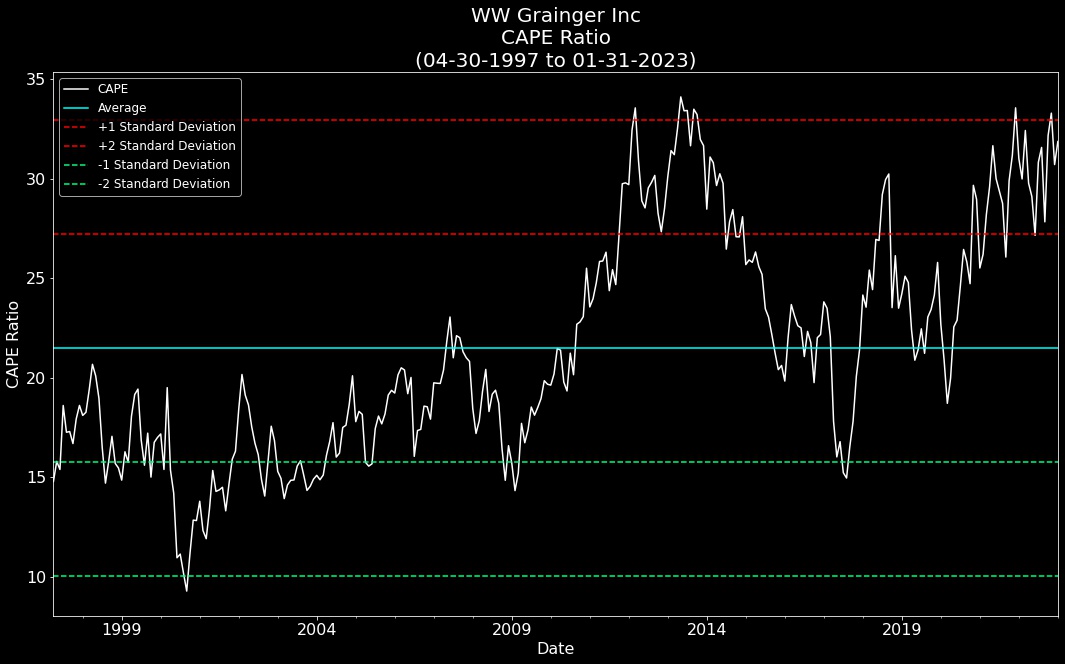 WW Grainger Inc
CAPE Ratio
(04-30-1997 to 01-31-2023)
CAPE
Average
+1 Standard Deviation
+2 Standard Deviation
-1 Standard Deviation
-2 Standard Deviation
35
30
25
20
15
10
CAPE Ratio
1999 2004 2009 2014 2019
Date